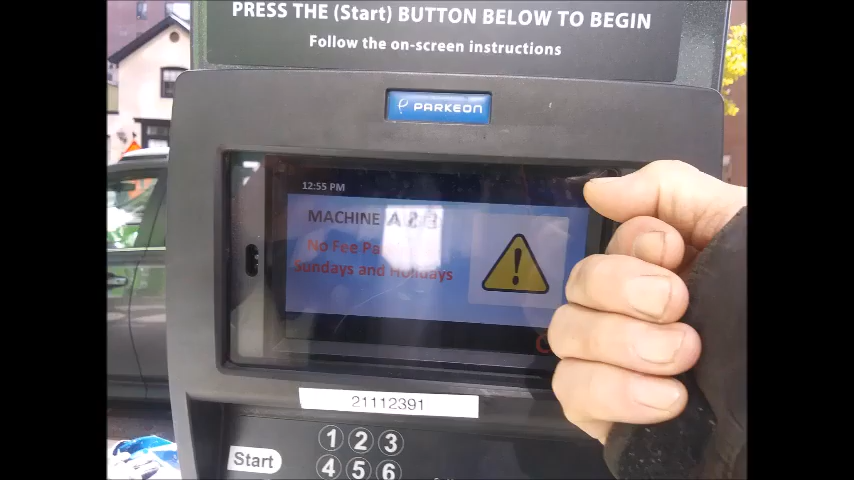 PRESS THE (Start) BUTTON BELOW TO BEGIN
Follow the on-screen instructions
PARKEON
12:55 PM
MACHINE A & B
No Fee
Sundays and Holidays
21112391
1 2 3
Start
4 5 6